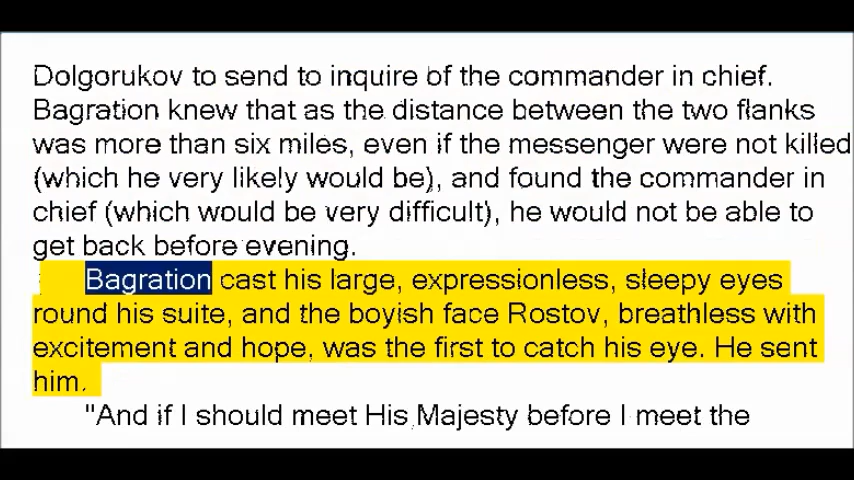 Dolgorukov to send to inquire of the commander in chief.
Bagration knew that as the distance between the two flanks
was more than six miles, even if the messenger were not killed
(which he very likely would be), and found the commander in
chief (which would be very difficult), he would not be able to
get back before evening.
Bagration cast his large, expressionless, sleepy eyes
round his suite, and the boyish face Rostov, breathless with
excitement and hope, was the first to catch his eye. He sent
him.
"And if I should meet His Majesty before I meet the